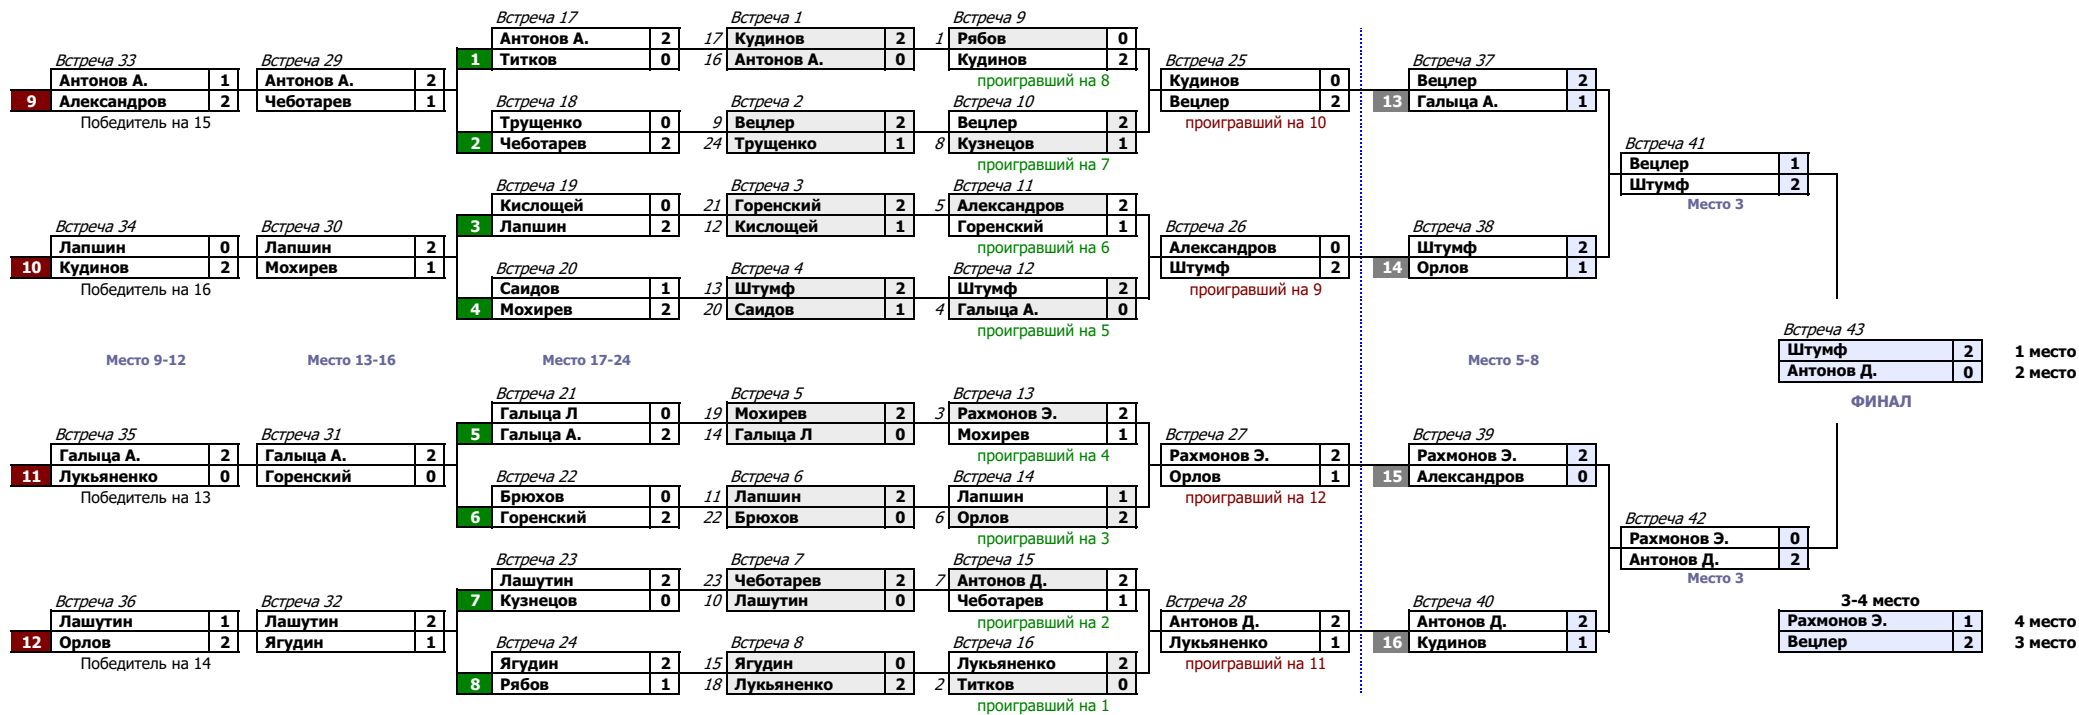 Встреча 17 Встреча 1 Встреча 9
Антонов А. 2 17 Кудинов 2 1 Рябов 0
Встреча 33 Встреча 29 1 Титков 0 16 Антонов А. 0 Кудинов 2 Встреча 25 Встреча 37
Антонов А. 1 Антонов А. 2 проигравший на 8 Кудинов 0 Вецлер 2
9 Александров 2 Чеботарев 1 Встреча 18 Встреча 2 Встреча 10 Вецлер 2 13 Галыца А. 1
Победитель на 15 Трущенко 0 9 Вецлер 2 Вецлер 2 проигравший на 10
2 Чеботарев 2 24 Трущенко 1 8 Кузнецов 1 Встреча 41
проигравший на 7 Вецлер 1
Встреча 19 Встреча 3 Встреча 11 Штумф 2
Кислощей 0 21 Горенский 2 5 Александров 2 Место 3
Встреча 34 Встреча 30 3 Лапшин 2 12 Кислощей 1 Горенский 1 Встреча 26 Встреча 38
Лапшин 0 Лапшин 2 проигравший на 6 Александров 0 Штумф 2
10 Кудинов 2 Мохирев 1 Встреча 20 Встреча 4 Встреча 12 Штумф 2 14 Орлов 1
Победитель на 16 Саидов 1 13 Штумф 2 Штумф 2 проигравший на 9
4 Мохирев 2 20 Саидов 1 4 Галыца А. 0
проигравший на 5 Встреча 43
Штумф 2 1 место
Место 9-12 Место 13-16 Место 17-24 Место 5-8
Антонов Д. 0 2 место
Встреча 21 Встреча 5 Встреча 13 ФИНАЛ
Галыца Л 0 19 Мохирев 2 3 Рахмонов Э. 2
Встреча 35 Встреча 31 5 Галыца А. 2 14 Галыца Л 0 Мохирев 1 Встреча 27 Встреча 39
Галыца А. 2 Галыца А. 2 проигравший на 4 Рахмонов Э. 2 Рахмонов Э. 2
11 Лукьяненко 0 Горенский 0 Встреча 22 Встреча 6 Встреча 14 Орлов 1 15 Александров 0
Победитель на 13 Брюхов 0 11 Лапшин 2 Лапшин 1 проигравший на 12
6 Горенский 2 22 Брюхов 0 6 Орлов 2 Встреча 42
проигравший на 3 Рахмонов Э. 0
Встреча 23 Встреча 7 Встреча 15 Антонов Д. 2
Лашутин 2 23 Чеботарев 2 7 Антонов Д. 2 Место 3
Встреча 36 Встреча 32 7 Кузнецов 0 10 Лашутин 0 Чеботарев 1 Встреча 28 Встреча 40 3-4 место
Лашутин 1 Лашутин 2 проигравший на 2 Антонов Д. 2 Антонов Д. 2 Рахмонов Э. 1 4 место
12 Орлов 2 Ягудин 1 Встреча 24 Встреча 8 Встреча 16 Лукьяненко 1 16 Кудинов 1 Вецлер 2 3 место
Победитель на 14 Ягудин 2 15 Ягудин 0 Лукьяненко 2 проигравший на 11
8 Рябов 1 18 Лукьяненко 2 2 Титков 0
проигравший на 1